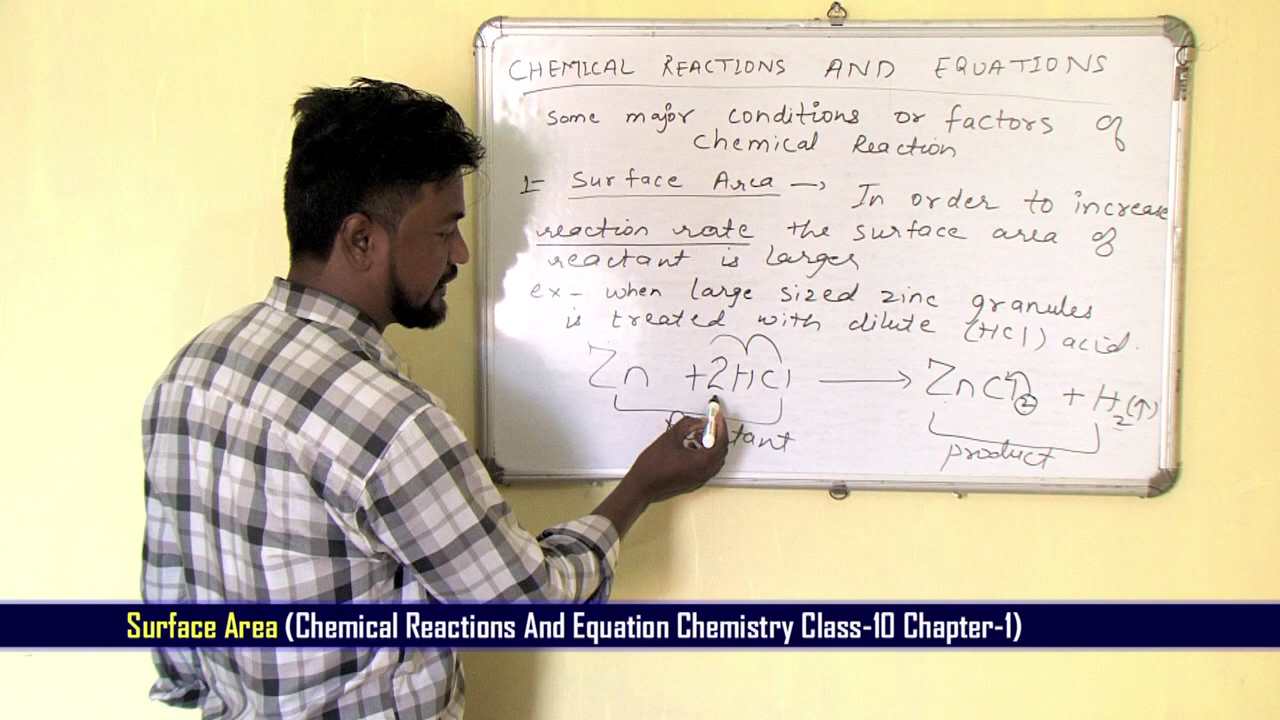 CHEMICAL REACTIONS AND EQUATIONS
Some major conditions or factors of
Chemical Reaction
1- Surface Area → In order to increase
reaction rate the surface area of
reactant is larger
ex- when large sized zinc granules
is treated with dilute (HCl) acid.
Zn + 2HCl → ZnCl2 + H2(↑)
product
Surface Area (Chemical Reactions And Equation Chemistry Class-10 Chapter-1)